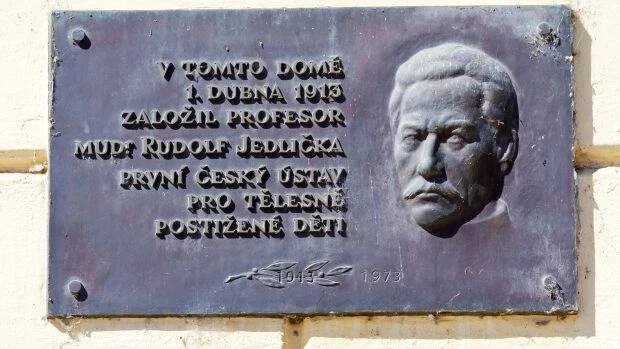 V TOMTO DOMĚ
1. DUBNA 1913
ZALOŽIL PROFESOR
MUDr RUDOLF JEDLIČKA
PRVNÍ ČESKÝ ÚSTAV
PRO TĚLESNĚ
POSTIŽENÉ DĚTI
1913 1973